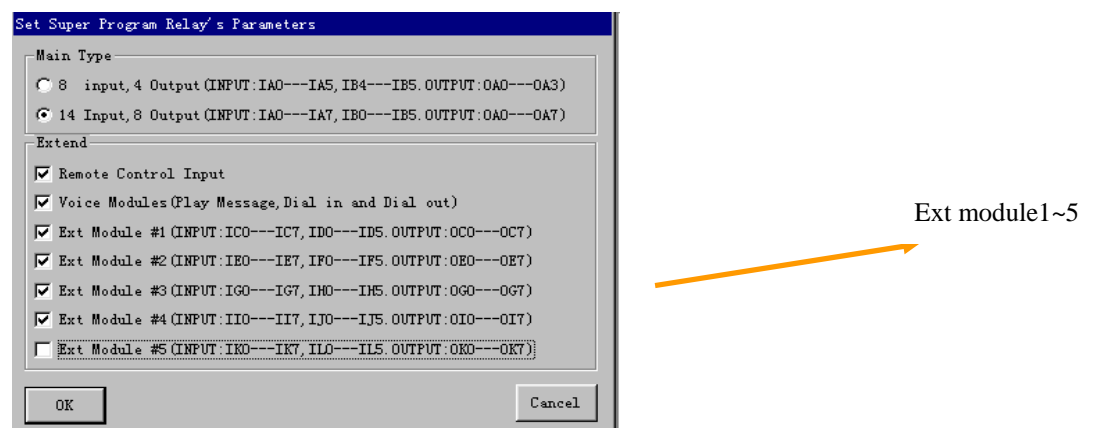 Set Super Program Relay's Parameters
Main Type
8 input,4 Output(INPUT:IA0---IA5,IB4---IB5.OUTPUT:OA0---OA3)
14 Input,8 Output(INPUT:IA0---IA7,IB0---IB5.OUTPUT:OA0---OA7)
Extend
Remote Control Input
Voice Modules(Play Message,Dial in and Dial out)
Ext Module #1(INPUT:IC0---IC7,ID0---ID5.OUTPUT:OC0---OC7)
Ext Module #2(INPUT:IE0---IE7,IF0---IF5.OUTPUT:OE0---OE7)
Ext module1~5
Ext Module #3(INPUT:IG0---IG7,IH0---IH5.OUTPUT:OG0---OG7)
Ext Module #4(INPUT:II0---II7,IJ0---IJ5.OUTPUT:OI0---OI7)
Ext Module #5(INPUT:IK0---IK7,IL0---IL5.OUTPUT:OK0---OK7)
OK
Cancel